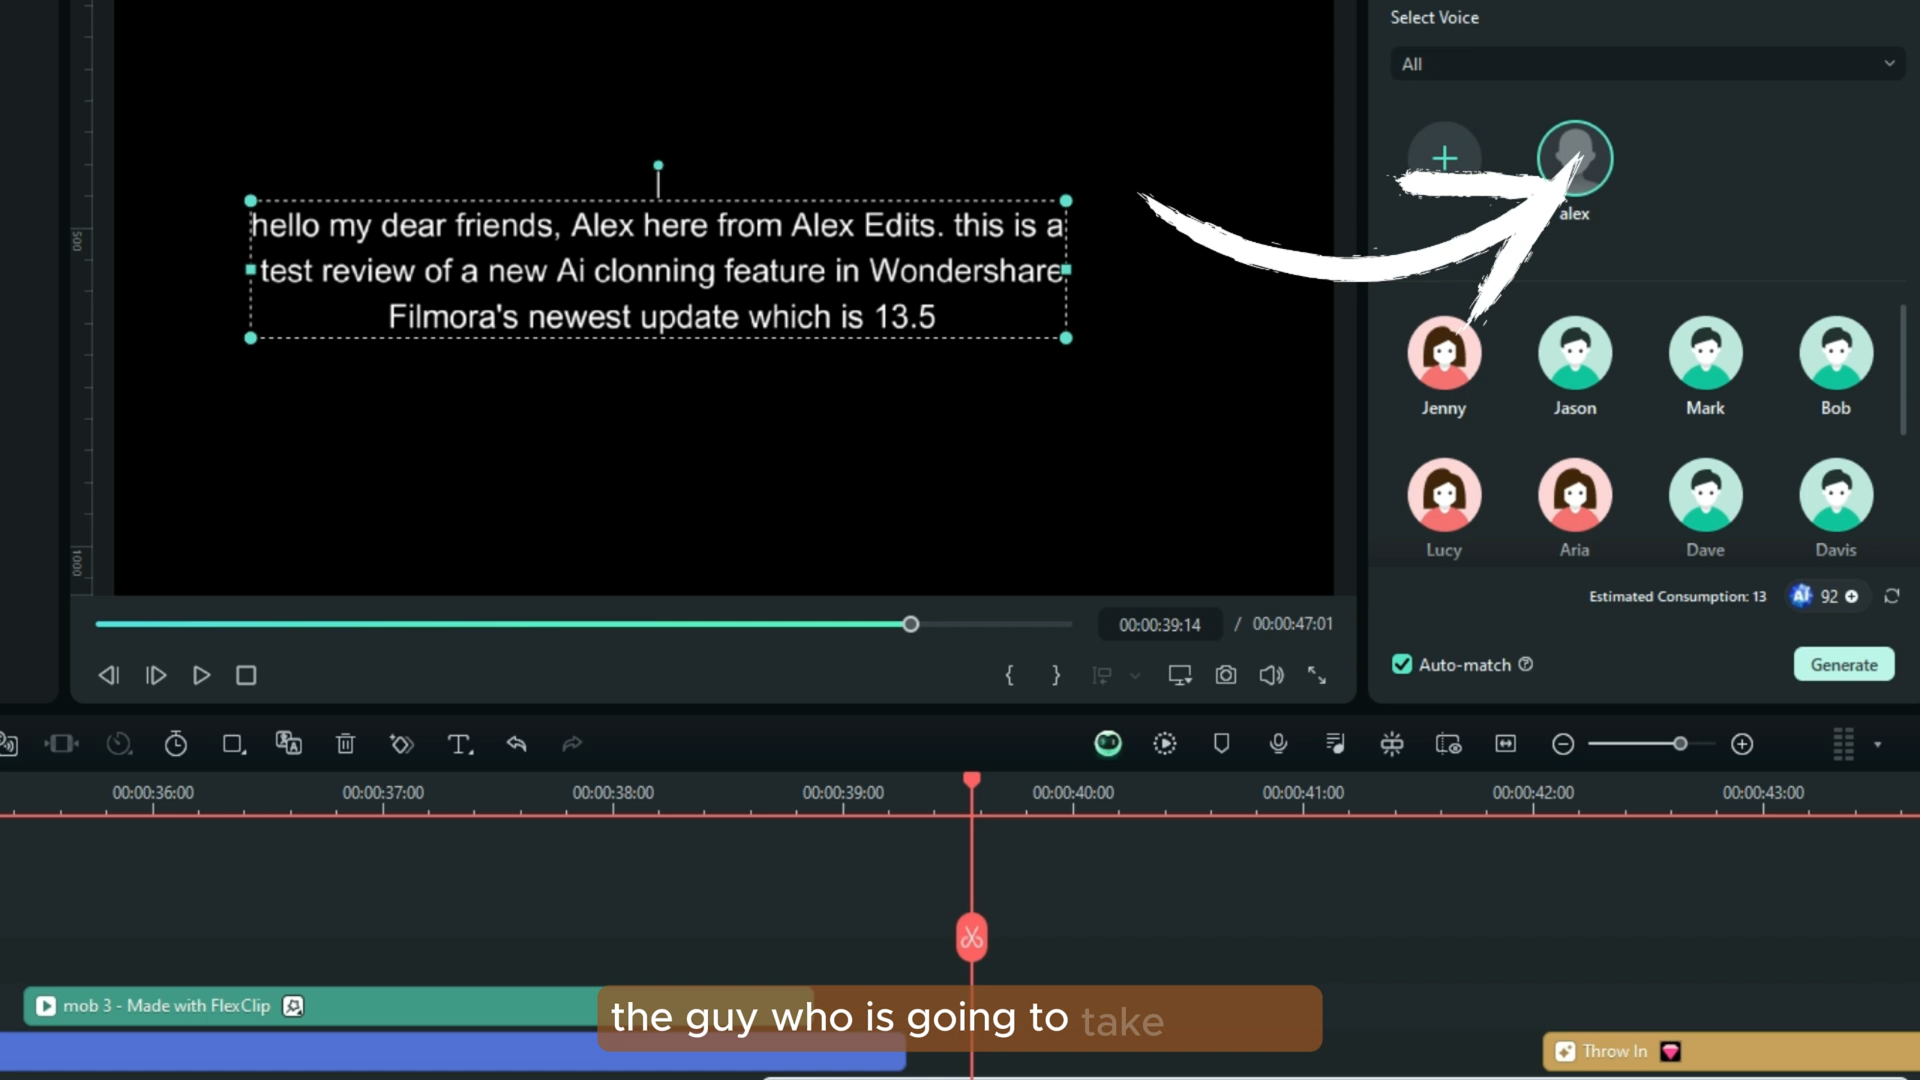 Select Voice
All
alex
hello my dear friends, Alex here from Alex Edits. this is a
test review of a new Ai clonning feature in Wondershare
Filmora's newest update which is 13.5
500
1000
Jenny
Jason
Mark
Bob
Lucy
Aria
Dave
Davis
Estimated Consumption: 13
AI 92
00:00:39:14 / 00:00:47:01
Auto-match
Generate
00:00:36:00
00:00:37:00
00:00:38:00
00:00:39:00
00:00:40:00
00:00:41:00
00:00:42:00
00:00:43:00
mob 3 - Made with FlexClip
the guy who is going to take
Throw In